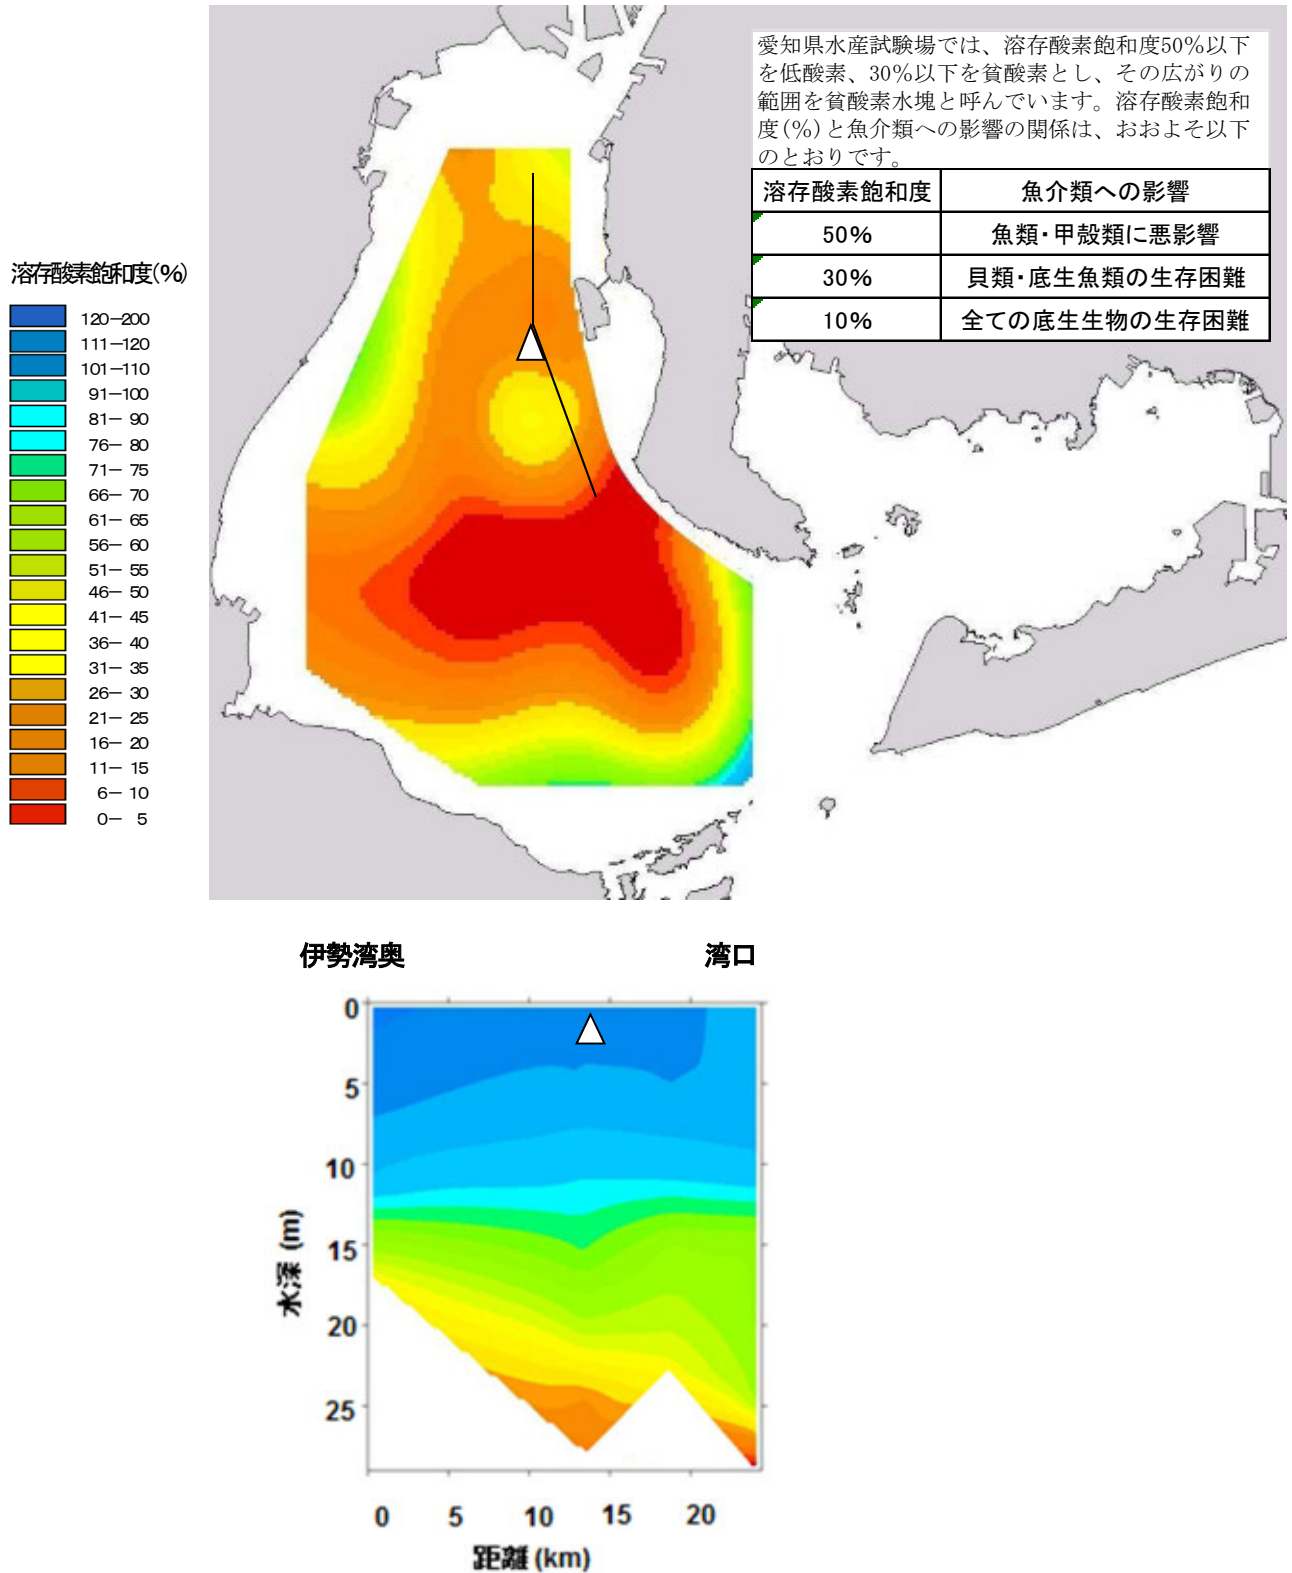 愛知県水産試験場では、溶存酸素飽和度50%以下
を低酸素、30%以下を貧酸素とし、その広がりの
範囲を貧酸素水塊と呼んでいます。溶存酸素飽和
度(%)と魚介類への影響の関係は、おおよそ以下
のとおりです。
溶存酸素飽和度 魚介類への影響
50% 魚類・甲殻類に悪影響
30% 貝類・底生魚類の生存困難
10% 全ての底生生物の生存困難
溶存酸素飽和度(%)
120-200
111-120
101-110
91-100
81- 90
76- 80
71- 75
66- 70
61- 65
56- 60
51- 55
46- 50
41- 45
36- 40
31- 35
26- 30
21- 25
16- 20
11- 15
6- 10
0- 5
伊勢湾奥 湾口
0
5
10
15
20
25
水深 (m)
0 5 10 15 20
距離 (km)